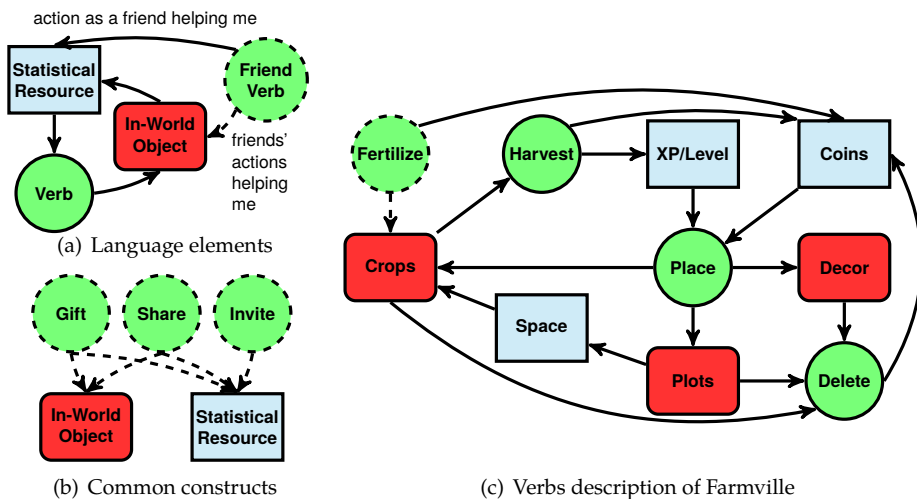 action as a friend helping me
Statistical
Resource
Friend
Verb
In-World
Object
friends'
actions
helping
me
Verb
(a) Language elements
Gift
Share
Invite
In-World
Object
Statistical
Resource
(b) Common constructs
Fertilize
Harvest
XP/Level
Coins
Crops
Place
Decor
Space
Plots
Delete
(c) Verbs description of Farmville